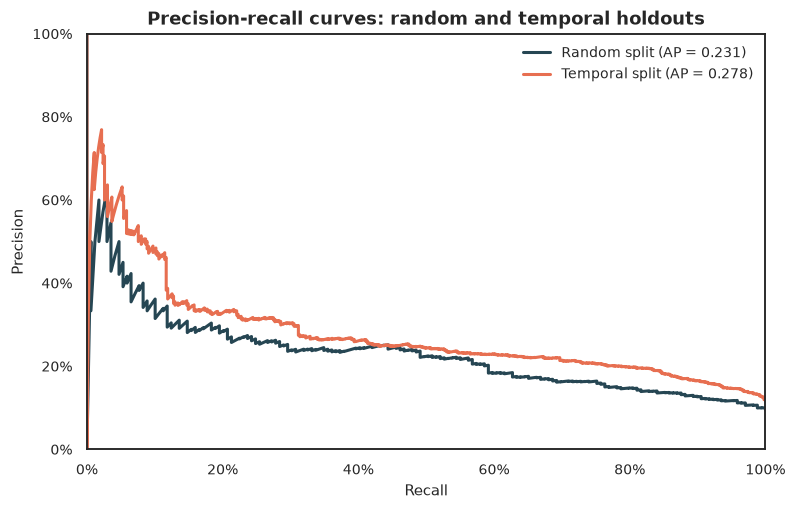 Precision-recall curves: random and temporal holdouts
Random split (AP = 0.231)
Temporal split (AP = 0.278)
Precision
100%
80%
60%
40%
20%
0%
0%
20%
40%
60%
80%
100%
Recall